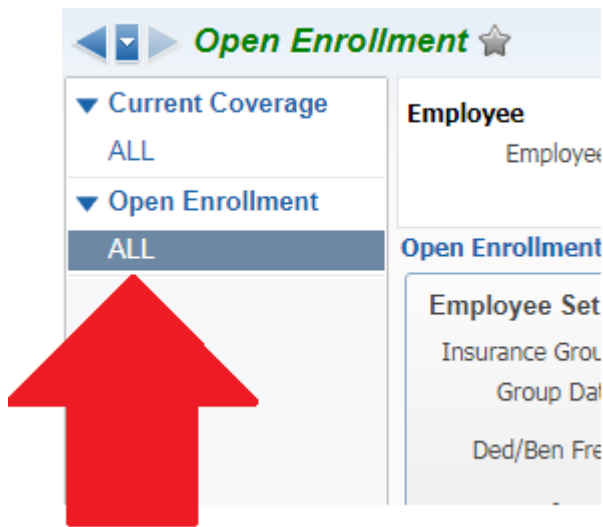 Open Enrollment
Current Coverage
ALL
Open Enrollment
ALL
Employee
Employee
Open Enrollment
Employee Set
Insurance Grou
Group Dat
Ded/Ben Fre